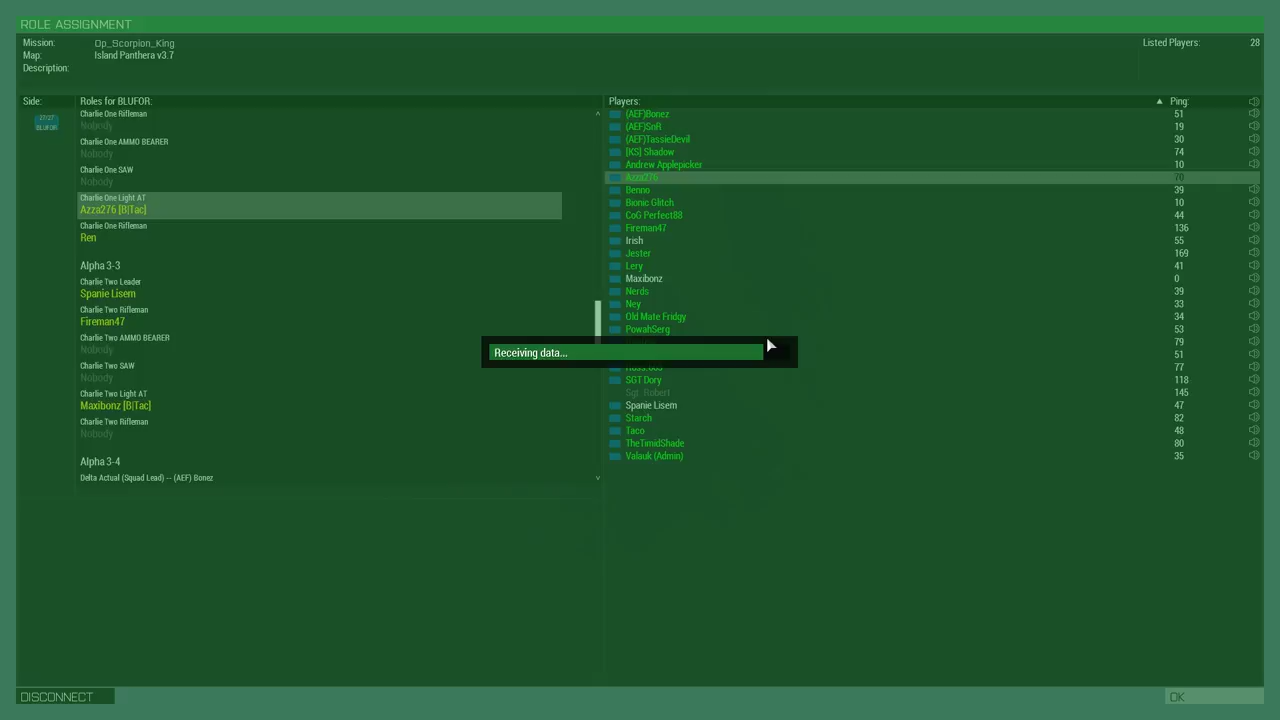 ROLE ASSIGNMENT
Mission: Op_Scorpion_King
Map: Island Panthera v3.7
Description:
Listed Players: 28
Side:
27/27
BLUFOR
Roles for BLUFOR:
Charlie One Rifleman
Nobody
Charlie One AMMO BEARER
Nobody
Charlie One SAW
Nobody
Charlie One Light AT
Azza276 [B|Tac]
Charlie One Rifleman
Ren
Alpha 3-3
Charlie Two Leader
Spanie Lisem
Charlie Two Rifleman
Fireman47
Charlie Two AMMO BEARER
Nobody
Charlie Two SAW
Nobody
Charlie Two Light AT
Maxibonz [B|Tac]
Charlie Two Rifleman
Nobody
Alpha 3-4
Delta Actual (Squad Lead) -- (AEF) Bonez
Players: Ping:
(AEF)Bonez 51
(AEF)SnR 19
(AEF)TassieDevil 30
[KS] Shadow 74
Andrew Applepicker 10
Azza276 70
Benno 39
Bionic Glitch 10
CoG Perfect88 44
Fireman47 136
Irish 55
Jester 169
Lery 41
Maxibonz 0
Nerds 39
Ney 33
Old Mate Fridgy 34
PowahSerg 53
79
51
77
SGT Dory 118
Sgt. Robert 145
Spanie Lisem 47
Starch 82
Taco 48
TheTimidShade 80
Valauk (Admin) 35
Receiving data...
DISCONNECT
OK